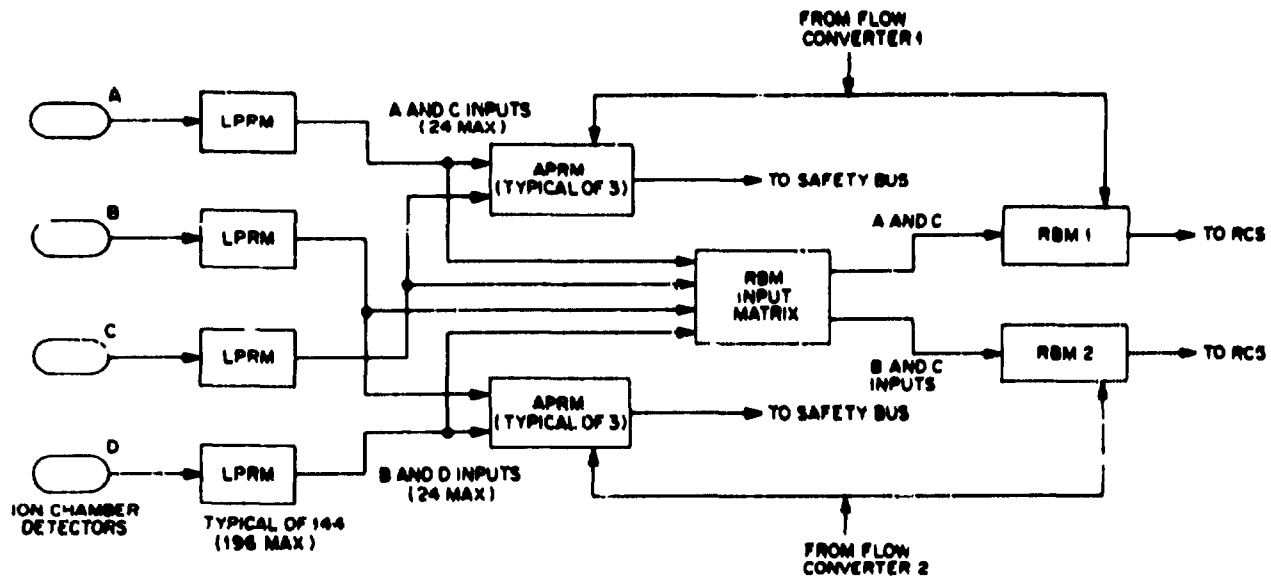 FROM FLOW
CONVERTER 1
A
LPRM
A AND C INPUTS
(24 MAX)
APRM
(TYPICAL OF 3)
TO SAFETY BUS
B
LPRM
A AND C
RBM 1
TO RCS
RBM
INPUT
MATRIX
C
LPRM
B AND C
INPUTS
RBM 2
TO RCS
APRM
(TYPICAL OF 3)
TO SAFETY BUS
D
LPRM
B AND D INPUTS
(24 MAX)
ION CHAMBER
DETECTORS
TYPICAL OF 144
(196 MAX)
FROM FLOW
CONVERTER 2